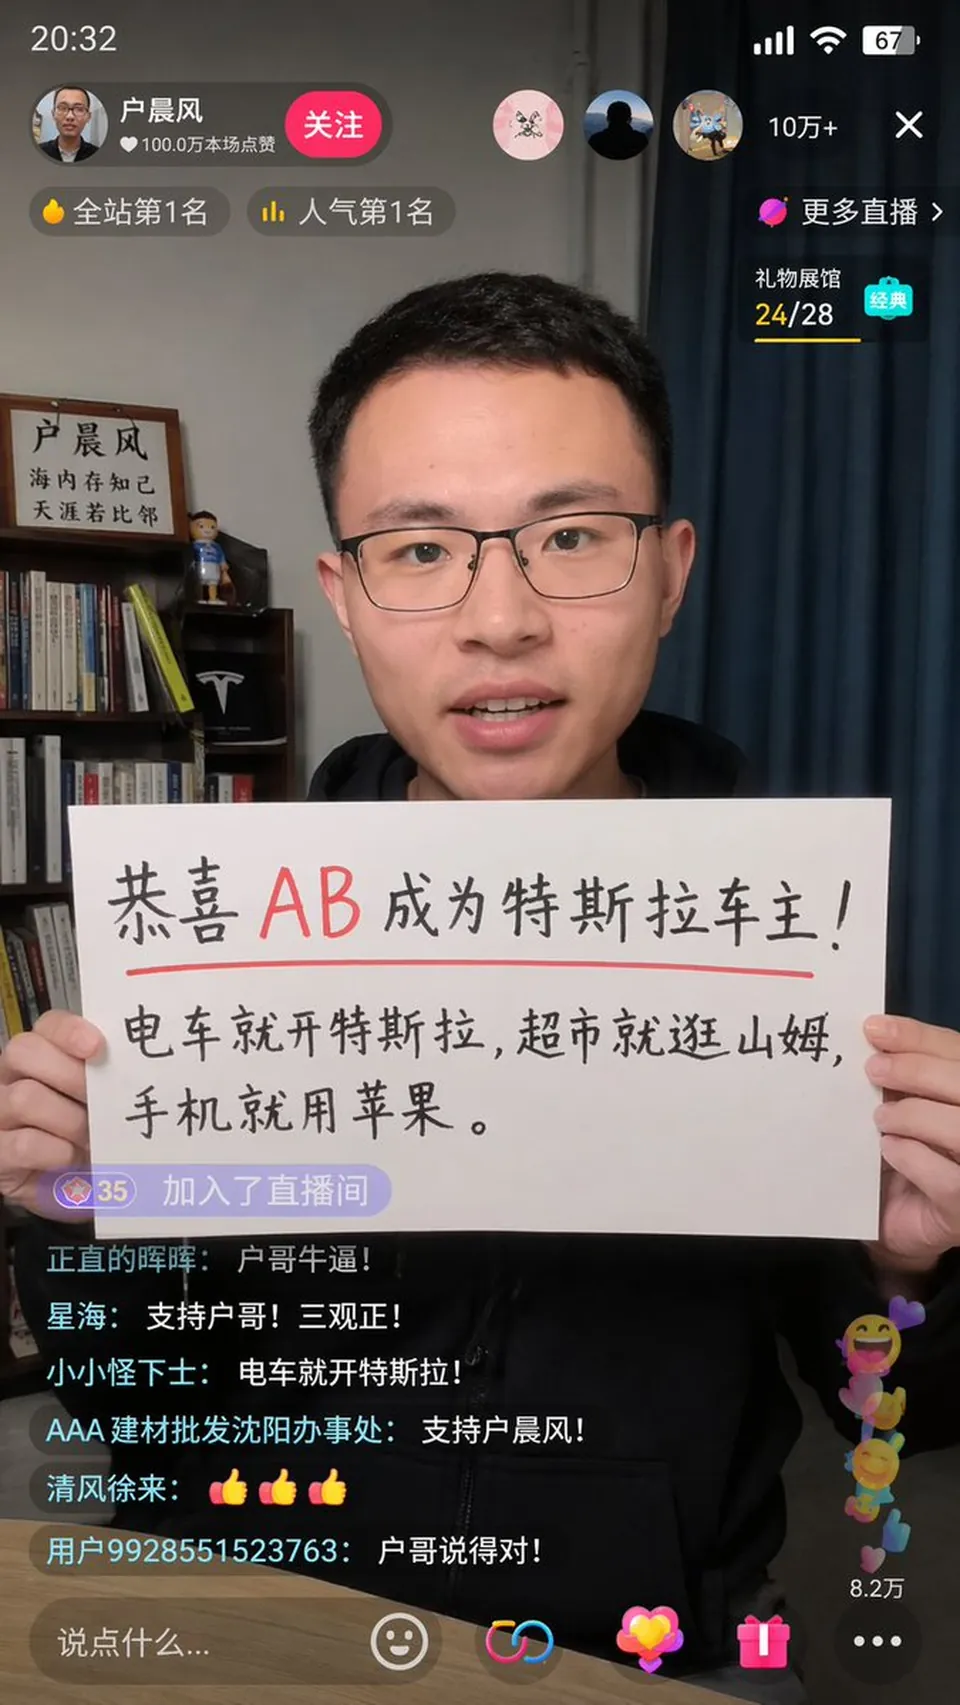 20:32
67
户晨风
100.0万本场点赞
关注
10万+
全站第1名
人气第1名
更多直播
礼物展馆
24/28
经典
户晨风
海内存知己
天涯若比邻
恭喜AB成为特斯拉车主!
电车就开特斯拉,超市就逛山姆,
手机就用苹果。
35 加入了直播间
正直的晖晖： 户哥牛逼！
星海： 支持户哥！三观正！
小小怪下士： 电车就开特斯拉！
AAA建材批发沈阳办事处： 支持户晨风！
清风徐来： 👍👍👍
用户9928551523763： 户哥说得对！
8.2万
说点什么...